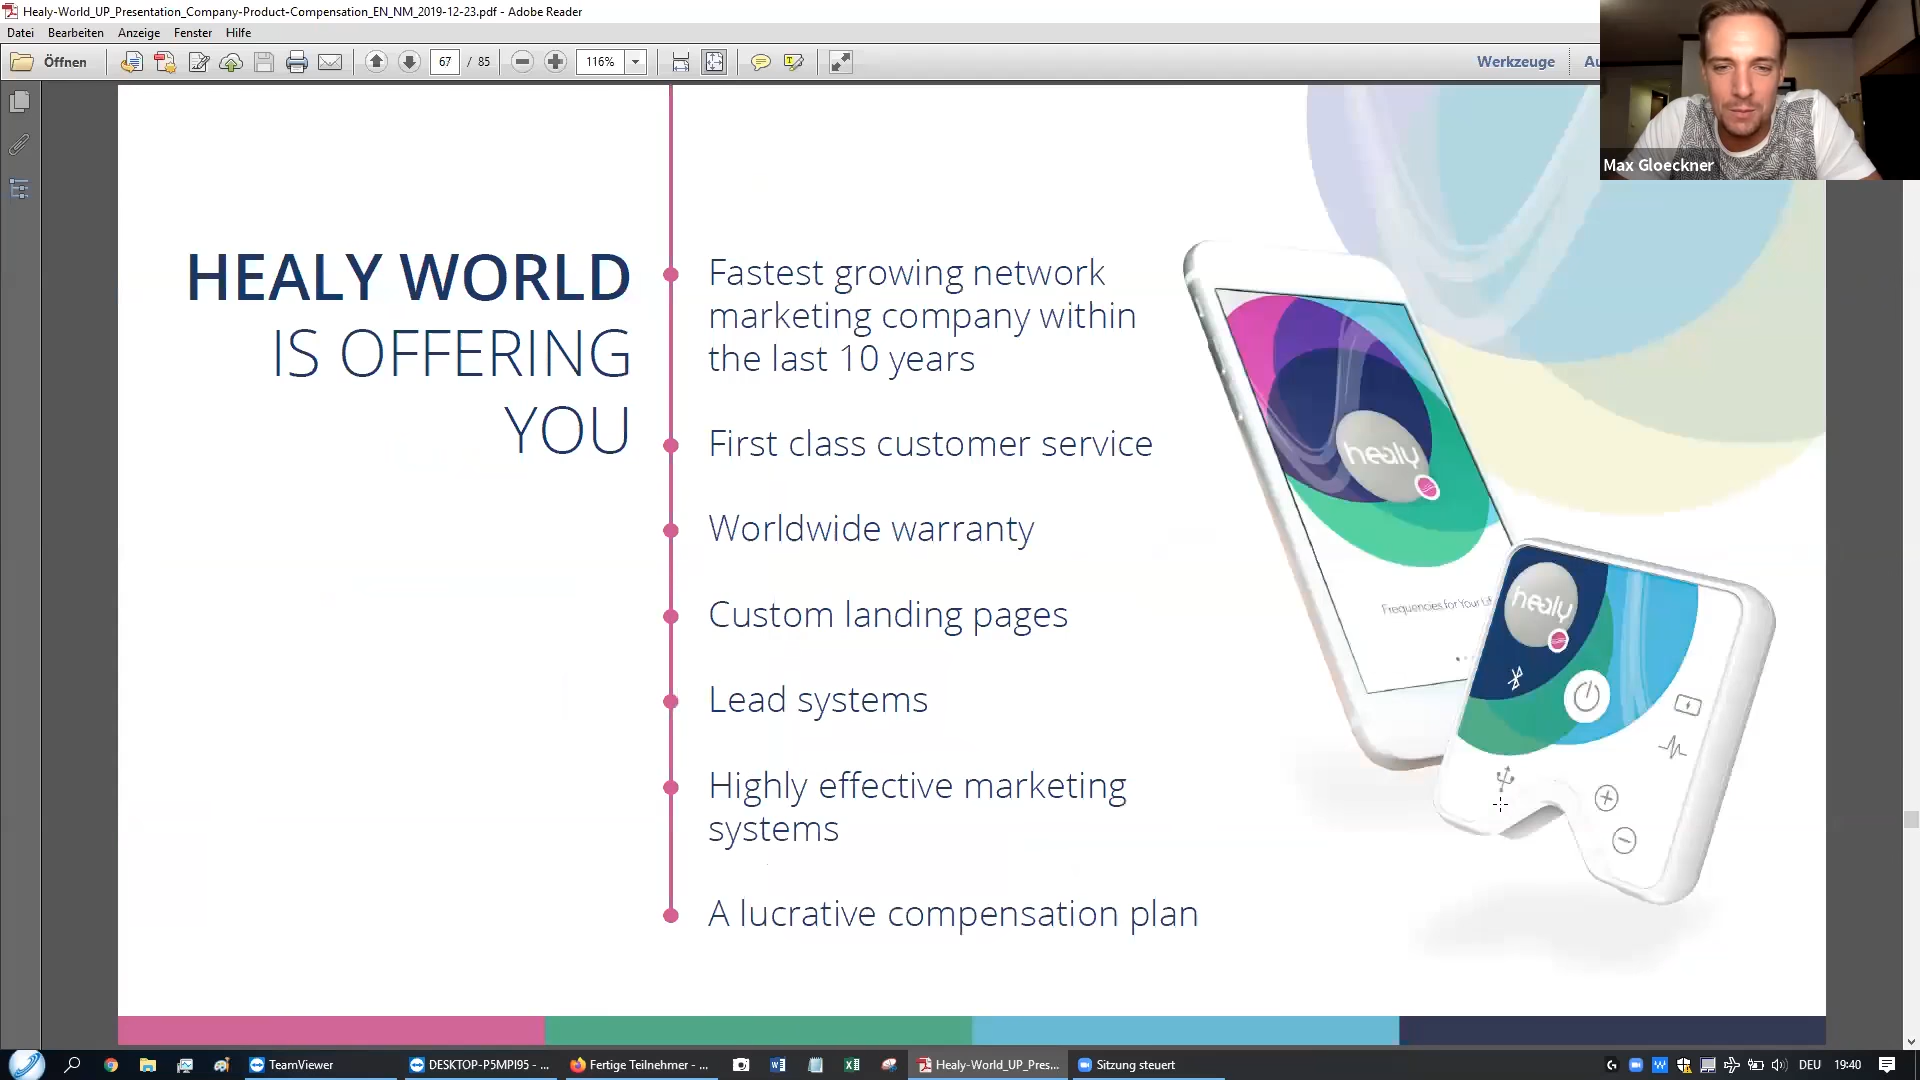 Healy-World_UP_Presentation_Company-Product-Compensation_EN_NM_2019-12-23.pdf - Adobe Reader
Datei Bearbeiten Anzeige Fenster Hilfe
Öffnen 67 / 85 116% Werkzeuge
Max Gloeckner
HEALY WORLD
IS OFFERING
YOU
Fastest growing network
marketing company within
the last 10 years
First class customer service
Worldwide warranty
Custom landing pages
Lead systems
Highly effective marketing
systems
A lucrative compensation plan
healy
Frequencies for Your
healy
TeamViewer DESKTOP-P5MPI95 - ... Fertige Teilnehmer - ... Healy-World_UP_Pres... Sitzung steuert DEU 19:40